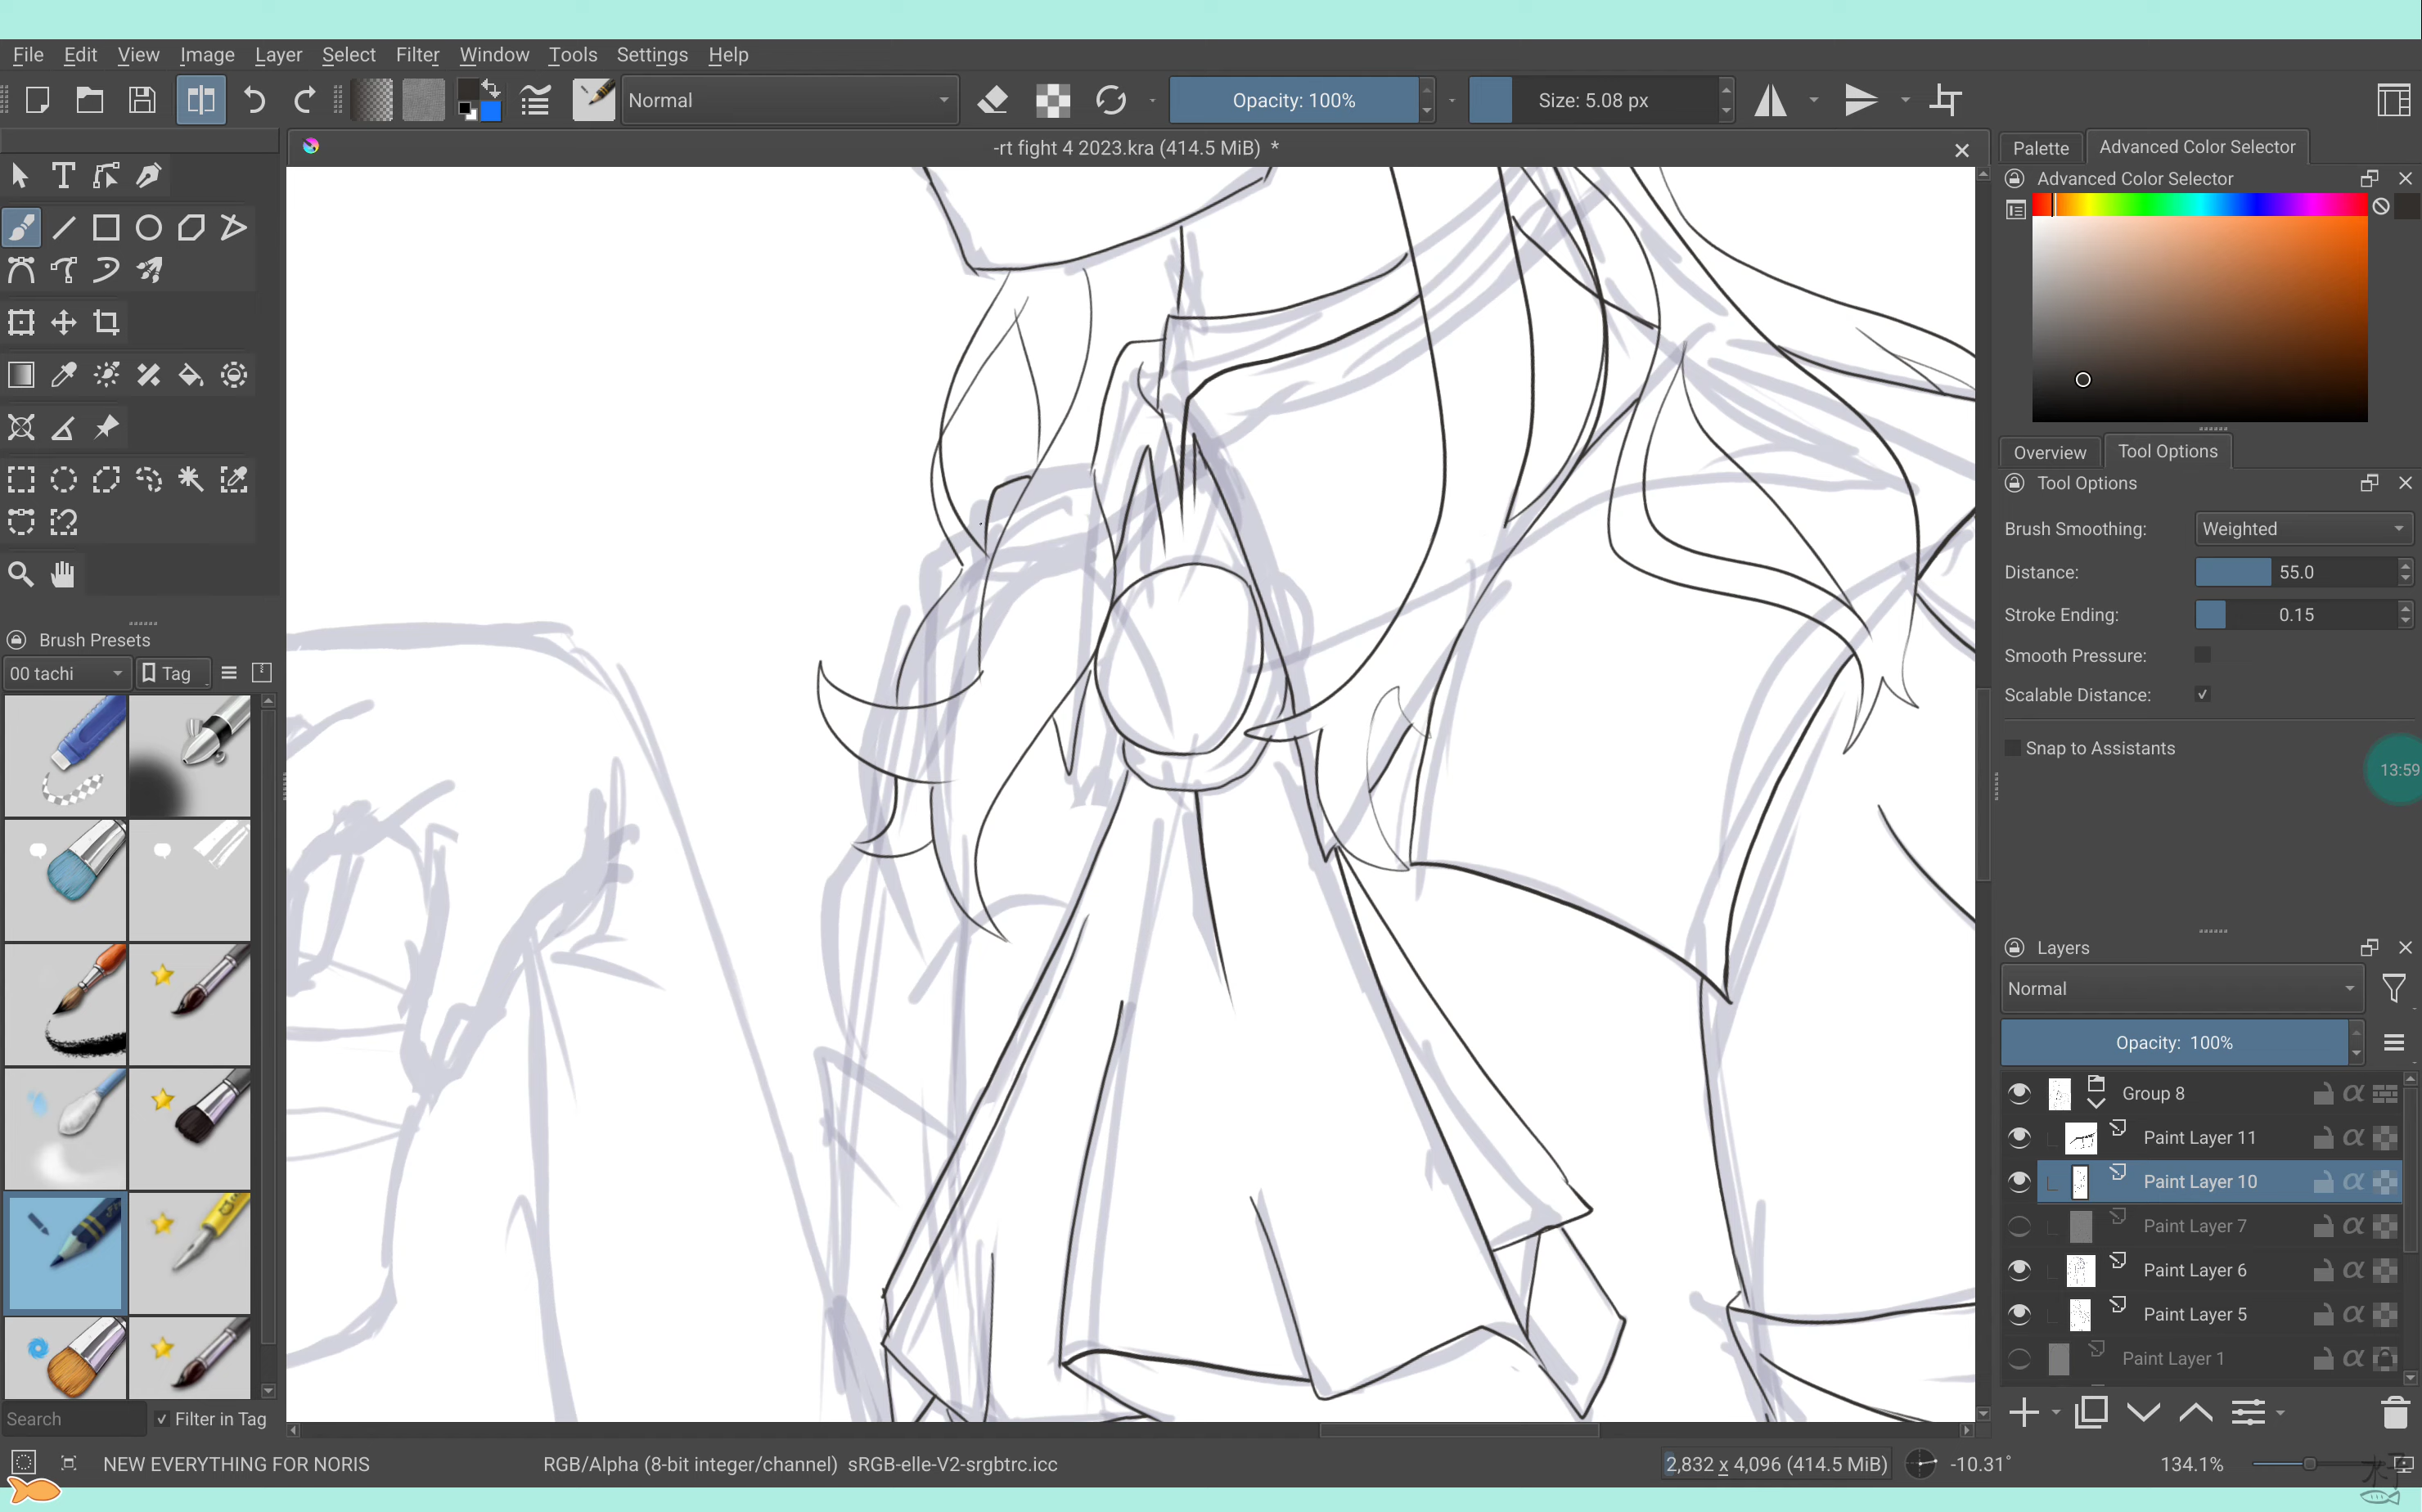 File Edit View Image Layer Select Filter Window Tools Settings Help
Normal Opacity: 100% Size: 5.08 px
-rt fight 4 2023.kra (414.5 MiB) *
Palette Advanced Color Selector
Advanced Color Selector
Overview Tool Options
Tool Options
Brush Smoothing: Weighted
Distance: 55.0
Stroke Ending: 0.15
Smooth Pressure:
Scalable Distance:
Snap to Assistants
13:59
Brush Presets
00 tachi Tag
Layers
Normal
Opacity: 100%
Group 8
Paint Layer 11
Paint Layer 10
Paint Layer 7
Paint Layer 6
Paint Layer 5
Paint Layer 1
Search Filter in Tag
NEW EVERYTHING FOR NORIS RGB/Alpha (8-bit integer/channel) sRGB-elle-V2-srgbtrc.icc 2,832 x 4,096 (414.5 MiB) -10.31° 134.1%